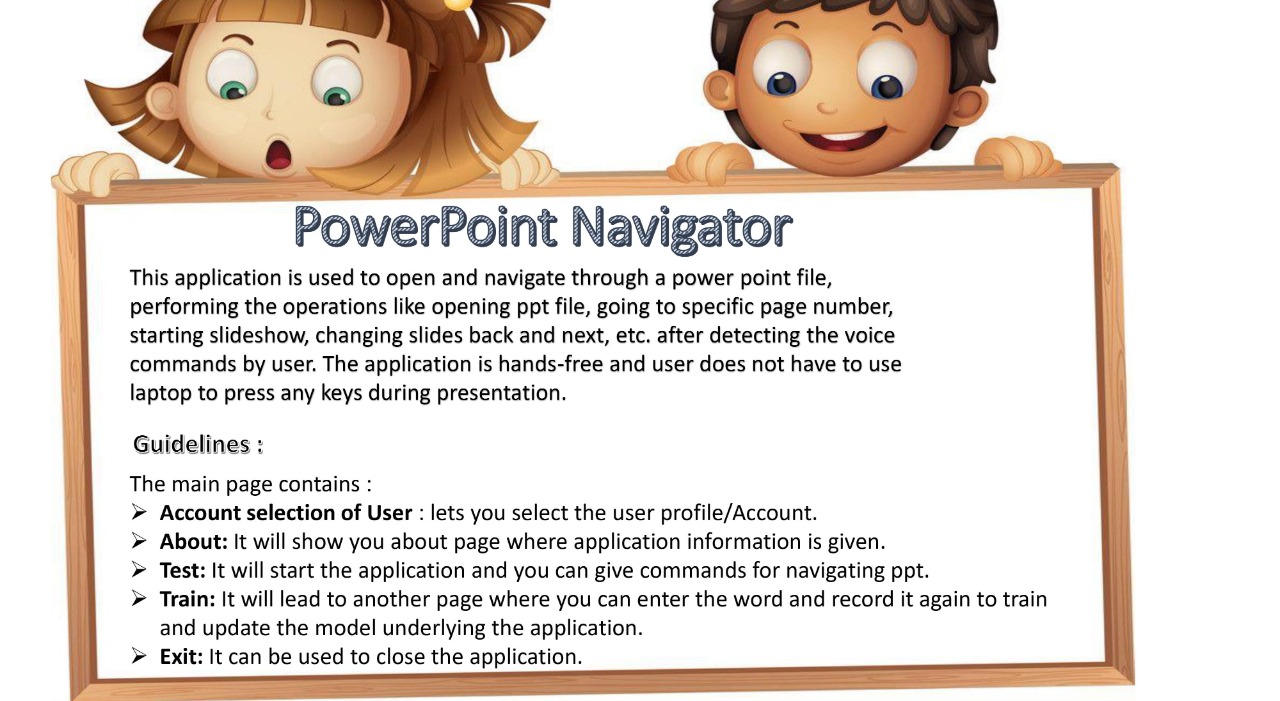 PowerPoint Navigator
This application is used to open and navigate through a power point file,
performing the operations like opening ppt file, going to specific page number,
starting slideshow, changing slides back and next, etc. after detecting the voice
commands by user. The application is hands-free and user does not have to use
laptop to press any keys during presentation.
Guidelines :
The main page contains :
➢ Account selection of User : lets you select the user profile/Account.
➢ About: It will show you about page where application information is given.
➢ Test: It will start the application and you can give commands for navigating ppt.
➢ Train: It will lead to another page where you can enter the word and record it again to train
and update the model underlying the application.
➢ Exit: It can be used to close the application.